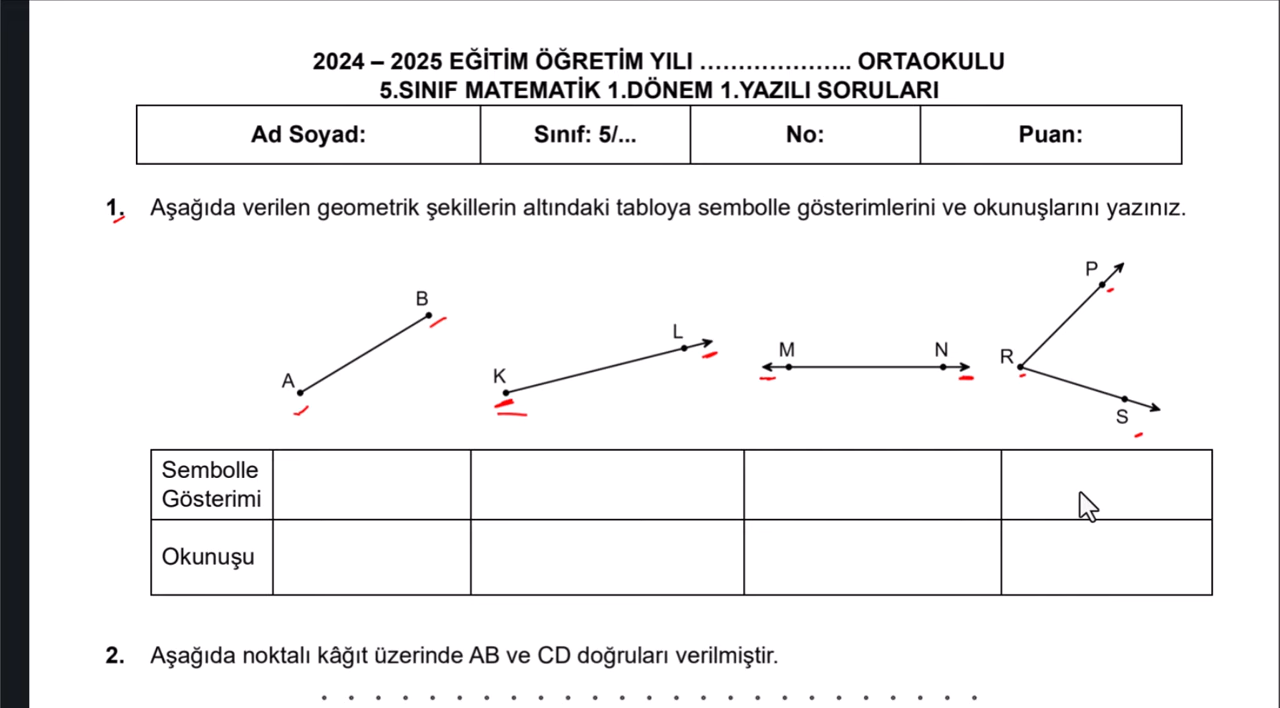 2024 – 2025 EĞİTİM ÖĞRETİM YILI ……………….. ORTAOKULU
5.SINIF MATEMATİK 1.DÖNEM 1.YAZILI SORULARI
Ad Soyad: Sınıf: 5/... No: Puan:
1. Aşağıda verilen geometrik şekillerin altındaki tabloya sembolle gösterimlerini ve okunuşlarını yazınız.
A B K L M N R P S
Sembolle
Gösterimi
Okunuşu
2. Aşağıda noktalı kâğıt üzerinde AB ve CD doğruları verilmiştir.